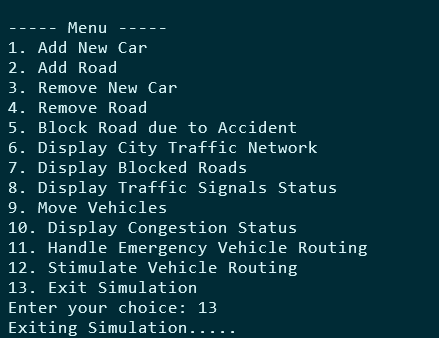 ----- Menu -----
1. Add New Car
2. Add Road
3. Remove New Car
4. Remove Road
5. Block Road due to Accident
6. Display City Traffic Network
7. Display Blocked Roads
8. Display Traffic Signals Status
9. Move Vehicles
10. Display Congestion Status
11. Handle Emergency Vehicle Routing
12. Stimulate Vehicle Routing
13. Exit Simulation
Enter your choice: 13
Exiting Simulation.....